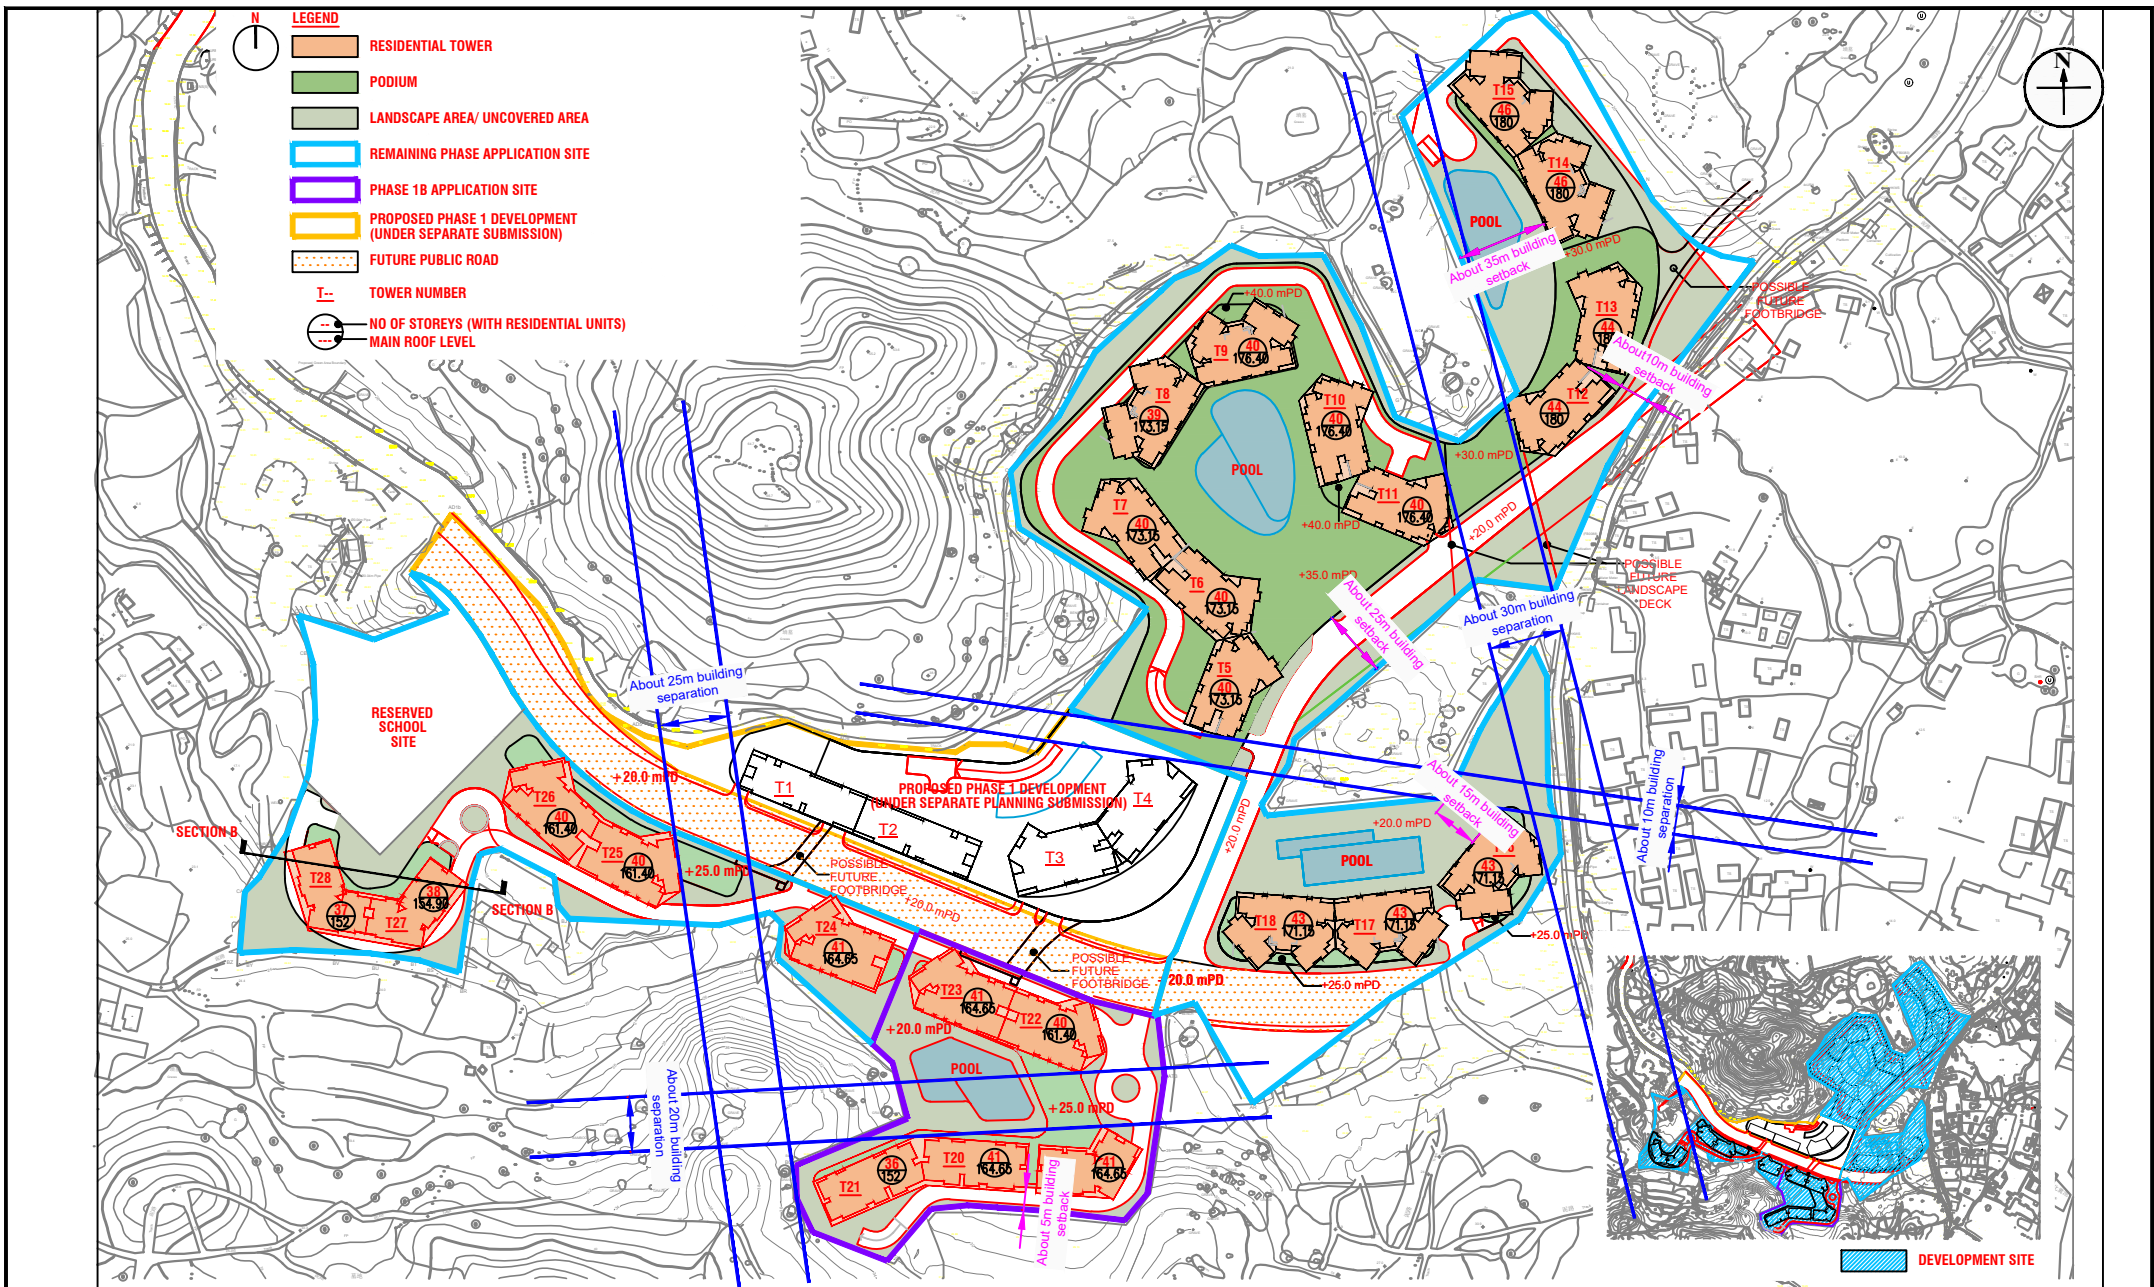 N
LEGEND
RESIDENTIAL TOWER
PODIUM
LANDSCAPE AREA/ UNCOVERED AREA
REMAINING PHASE APPLICATION SITE
PHASE 1B APPLICATION SITE
PROPOSED PHASE 1 DEVELOPMENT
(UNDER SEPARATE SUBMISSION)
FUTURE PUBLIC ROAD
T--
TOWER NUMBER
--
---
NO OF STOREYS (WITH RESIDENTIAL UNITS)
MAIN ROOF LEVEL
N
T15
46
180
T14
46
180
POOL
About 35m building
setback
+30.0 mPD
T13
44
POSSIBLE
FUTURE
FOOTBRIDGE
About10m building
setback
T12
44
180
+40.0 mPD
T9
40
176.40
T8
39
173.15
T10
40
176.40
POOL
+30.0 mPD
T11
40
176.40
+40.0 mPD
+20.0 mPD
T7
40
173.15
+35.0 mPD
T6
40
173.15
POSSIBLE
FUTURE
LANDSCAPE
DECK
About 25m building
setback
About 30m building
separation
T5
40
173.15
About 25m building
separation
RESERVED
SCHOOL
SITE
+20.0 mPD
T1
PROPOSED PHASE 1 DEVELOPMENT
(UNDER SEPARATE PLANNING SUBMISSION)
T4
T2
T3
About 15m building
setback
About 10m building
separation
T26
40
161.40
T25
40
161.40
+25.0 mPD
SECTION B
SECTION B
T28
37
152
T27
38
154.90
POSSIBLE
FUTURE
FOOTBRIDGE
+20.0 mPD
+20.0 mPD
+20.0 mPD
POOL
43
171.15
T18
43
171.15
T17
43
171.15
+25.0 mPD
+25.0 mPD
T24
41
164.65
POSSIBLE
FUTURE
FOOTBRIDGE
20.0 mPD
T23
41
164.65
T22
40
161.40
+20.0 mPD
POOL
+25.0 mPD
About 20m building
separation
T21
36
152
T20
41
164.65
41
164.65
About 5m building
setback
DEVELOPMENT SITE